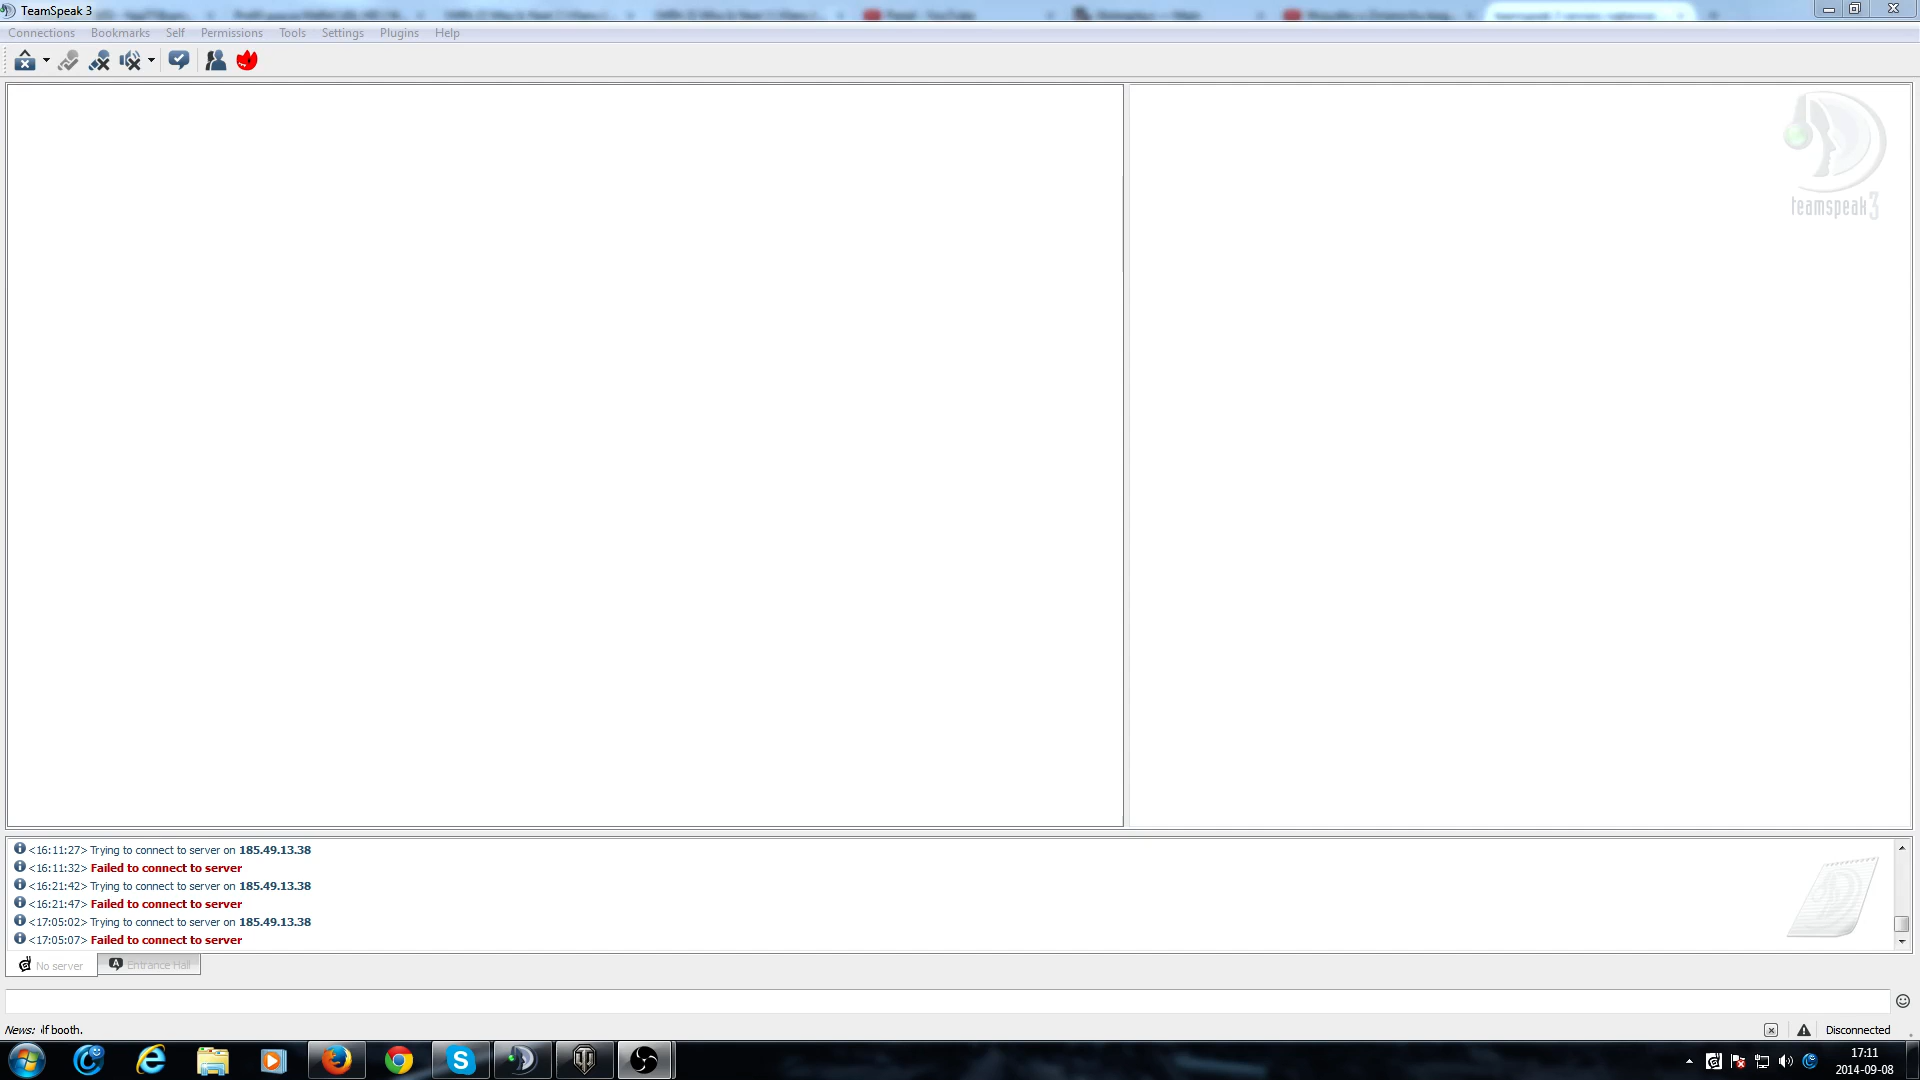 TeamSpeak 3
Connections Bookmarks Self Permissions Tools Settings Plugins Help
teamspeak 3
<16:11:27> Trying to connect to server on 185.49.13.38
<16:11:32> Failed to connect to server
<16:21:42> Trying to connect to server on 185.49.13.38
<16:21:47> Failed to connect to server
<17:05:02> Trying to connect to server on 185.49.13.38
<17:05:07> Failed to connect to server
No server Entrance Hall
News: lf booth. Disconnected
17:11
2014-09-08